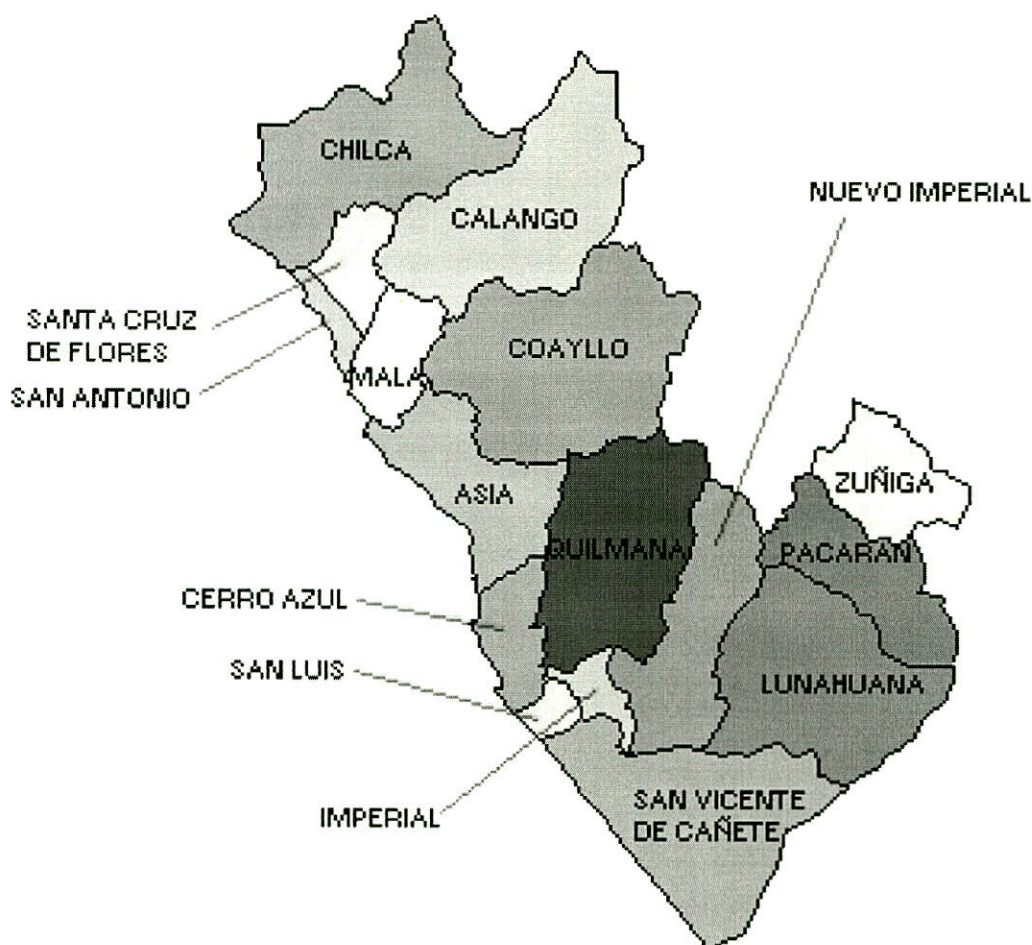 CHILCA
NUEVO IMPERIAL
CALANGO
SANTA CRUZ
DE FLORES
COAYLLO
MALA
SAN ANTONIO
ZUÑIGA
ASIA
QUILMANA
PACARAN
CERRO AZUL
SAN LUIS
LUNAHUANA
IMPERIAL
SAN VICENTE
DE CAÑETE